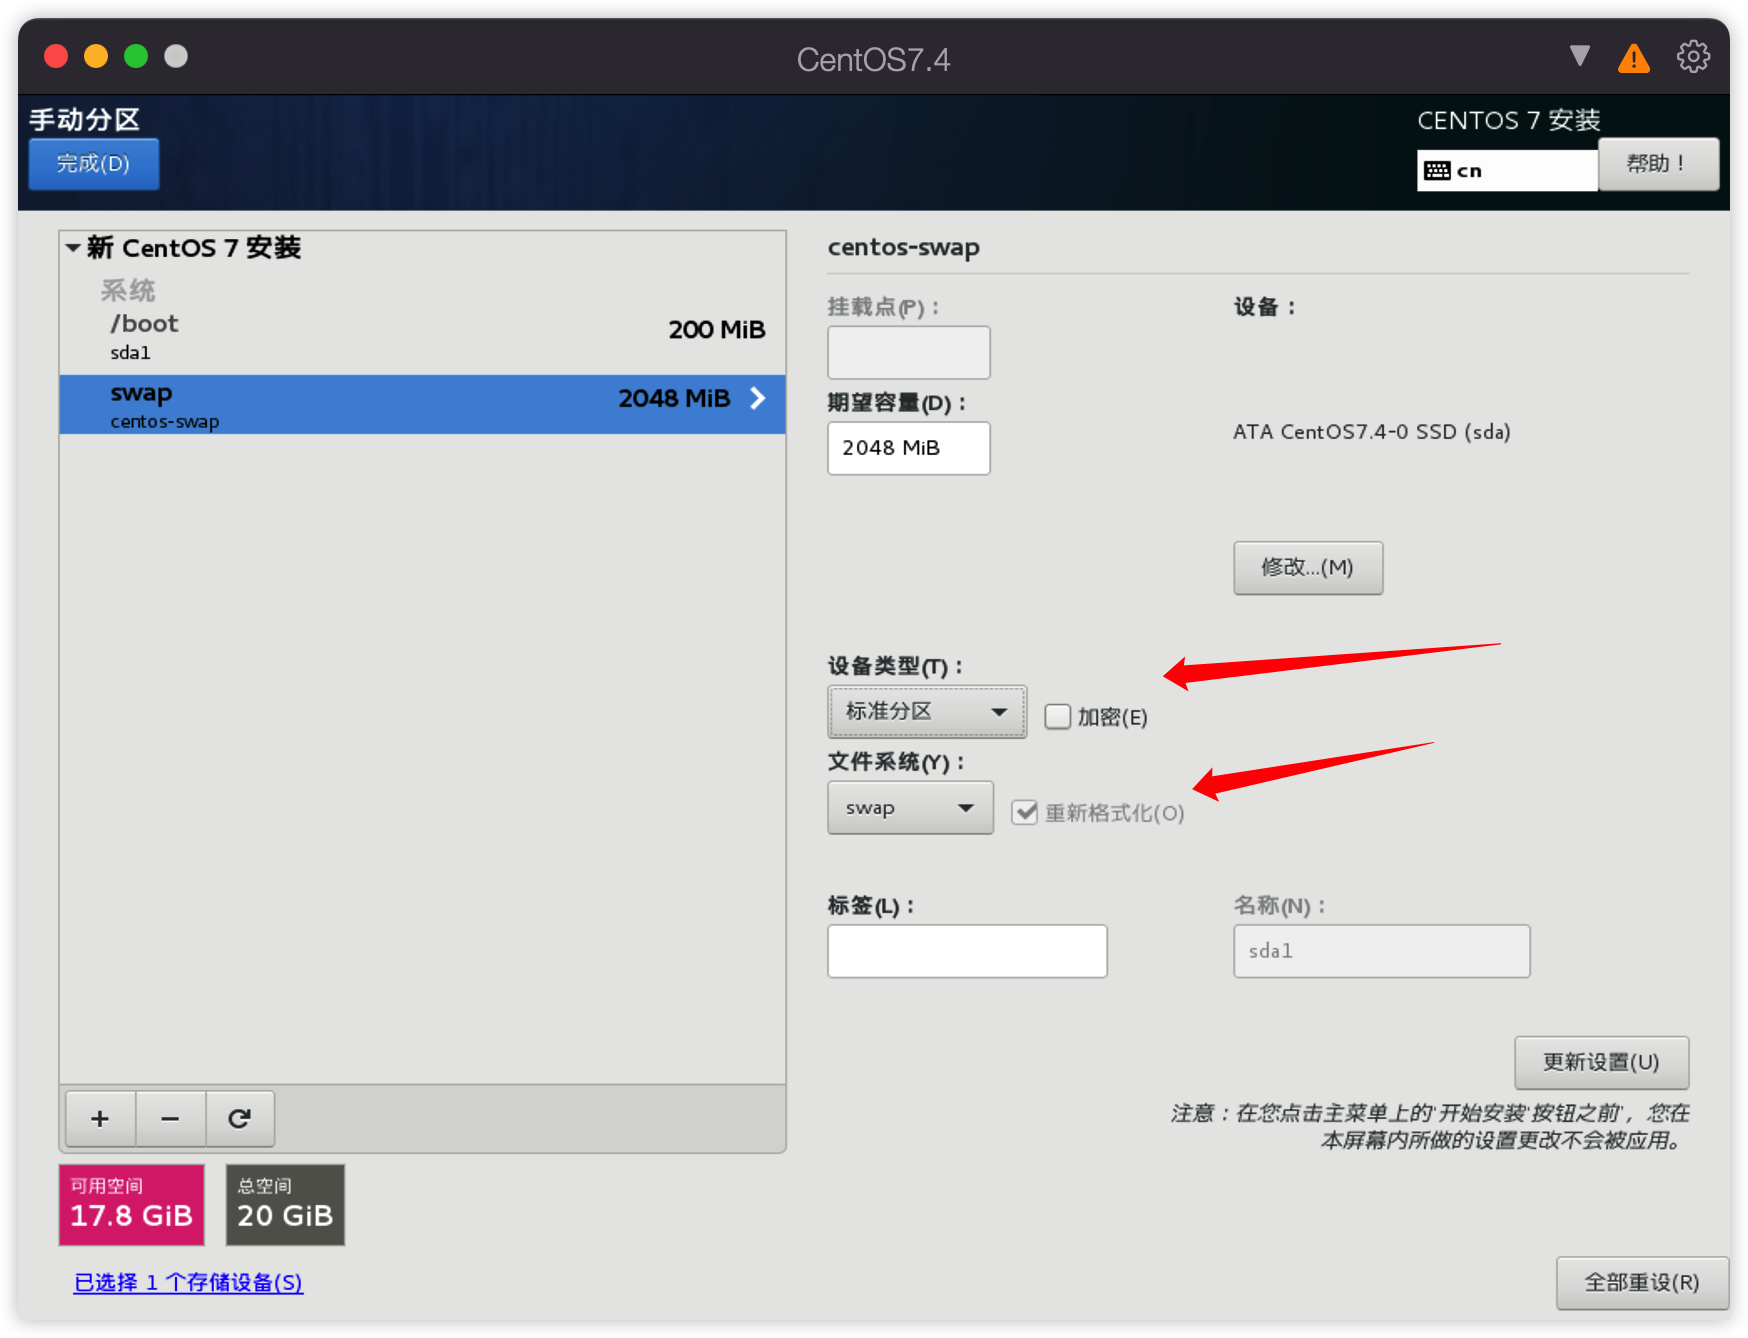 CentOS7.4
手动分区
完成(D)
CENTOS 7 安装
cn
帮助！
新 CentOS 7 安装
系统
/boot
200 MiB
sda1
swap
2048 MiB
centos-swap
centos-swap
挂载点(P)：
设备：
期望容量(D)：
2048 MiB
ATA CentOS7.4-0 SSD (sda)
修改...(M)
设备类型(T)：
标准分区
加密(E)
文件系统(Y)：
swap
重新格式化(O)
标签(L)：
名称(N)：
sda1
更新设置(U)
注意：在您点击主菜单上的'开始安装'按钮之前'，您在
本屏幕内所做的设置更改不会被应用。
可用空间
17.8 GiB
总空间
20 GiB
已选择 1 个存储设备(S)
全部重设(R)